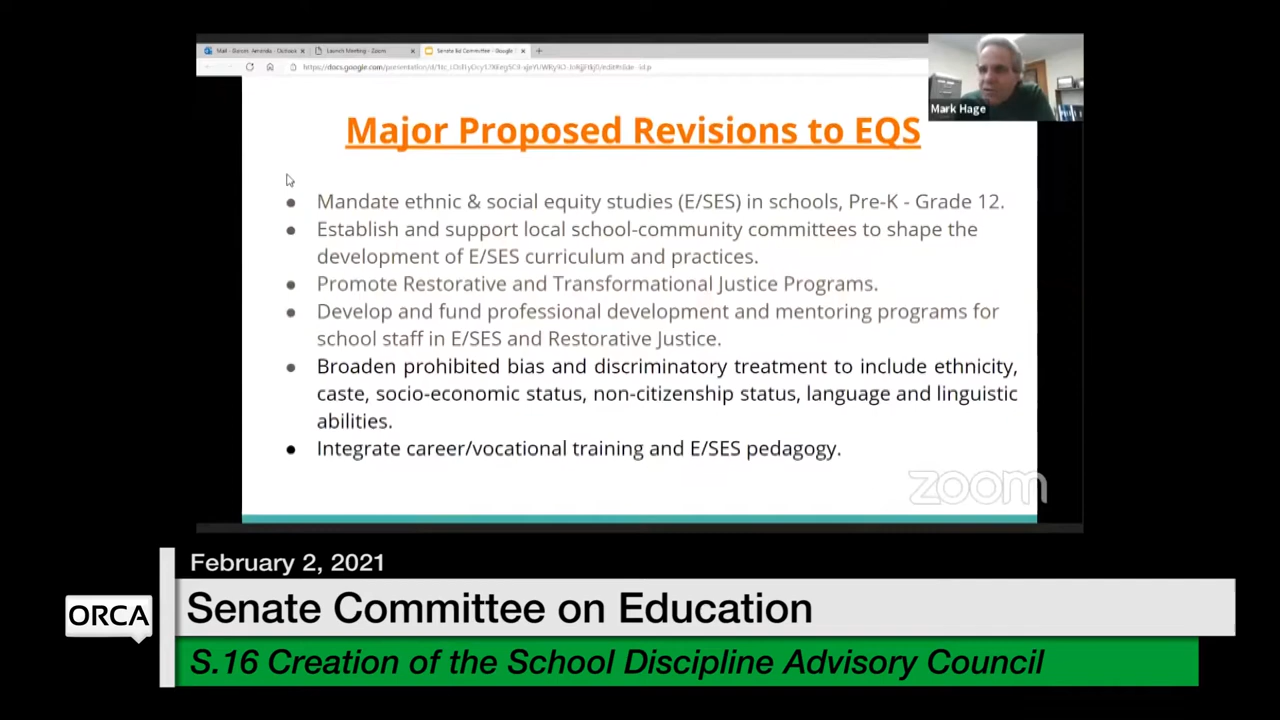 Launch Meeting - Zoom
Mark Hage
Major Proposed Revisions to EQS
Mandate ethnic & social equity studies (E/SES) in schools, Pre-K - Grade 12.
Establish and support local school-community committees to shape the
development of E/SES curriculum and practices.
Promote Restorative and Transformational Justice Programs.
Develop and fund professional development and mentoring programs for
school staff in E/SES and Restorative Justice.
Broaden prohibited bias and discriminatory treatment to include ethnicity,
caste, socio-economic status, non-citizenship status, language and linguistic
abilities.
Integrate career/vocational training and E/SES pedagogy.
zoom
February 2, 2021
ORCA
Senate Committee on Education
S.16 Creation of the School Discipline Advisory Council